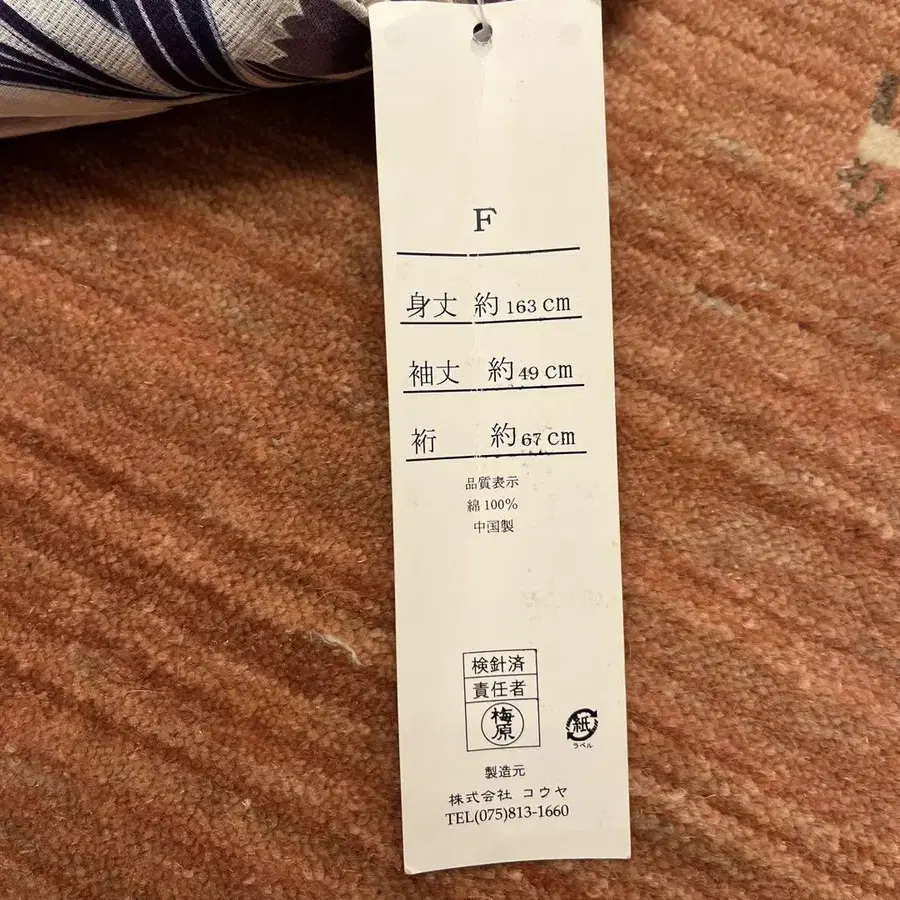 F
身丈 約163cm
袖丈 約49cm
裄 約67cm
品質表示
綿100%
中国製
検針済
責任者
梅原
紙
ラベル
製造元
株式会社 コウヤ
TEL(075)813-1660